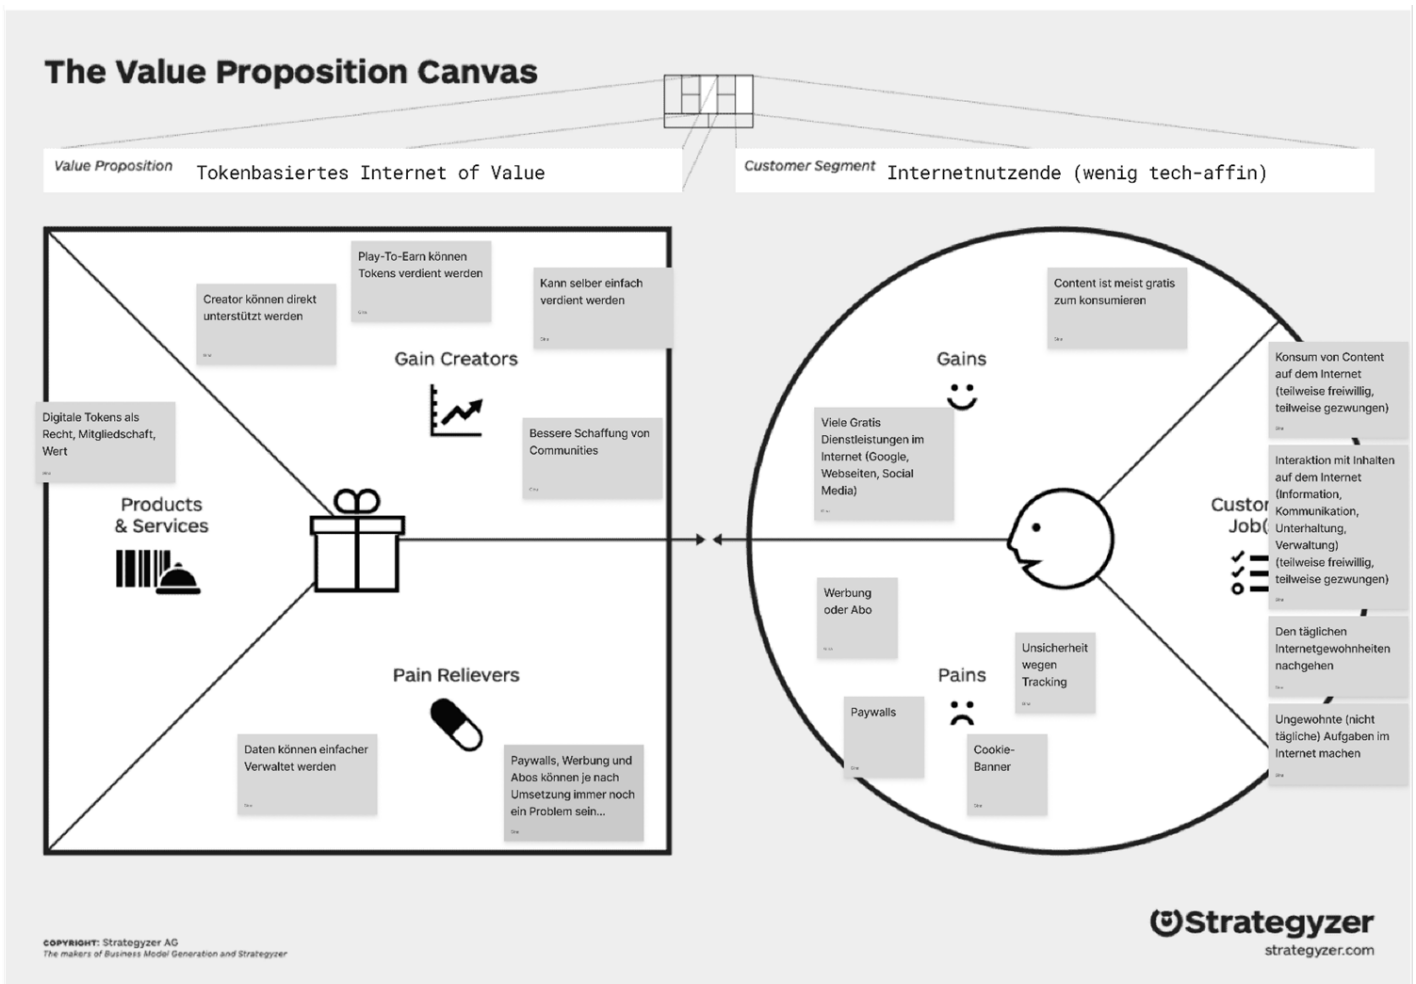 The Value Proposition Canvas
Value Proposition
Tokenbasiertes Internet of Value
Customer Segment
Internetnutzende (wenig tech-affin)
Play-To-Earn können
Tokens verdient werden
Creator können direkt
unterstützt werden
Kann selber einfach
verdient werden
Gain Creators
Digitale Tokens als
Recht, Mitgliedschaft,
Wert
Bessere Schaffung von
Communities
Products
& Services
Pain Relievers
Daten können einfacher
Verwaltet werden
Paywalls, Werbung und
Abos können je nach
Umsetzung immer noch
ein Problem sein...
Content ist meist gratis
zum konsumieren
Gains
Viele Gratis
Dienstleistungen im
Internet (Google,
Webseiten, Social
Media)
Konsum von Content
auf dem Internet
(teilweise freiwillig,
teilweise gezwungen)
Interaktion mit Inhalten
auf dem Internet
(Information,
Kommunikation,
Unterhaltung,
Verwaltung)
(teilweise freiwillig,
teilweise gezwungen)
Custo
Job(
Werbung
oder Abo
Unsicherheit
wegen
Tracking
Pains
Paywalls
Cookie-
Banner
Den täglichen
Internetgewohnheiten
nachgehen
Ungewohnte (nicht
tägliche) Aufgaben im
Internet machen
COPYRIGHT: Strategyzer AG
The makers of Business Model Generation and Strategyzer
Strategyzer
strategyzer.com